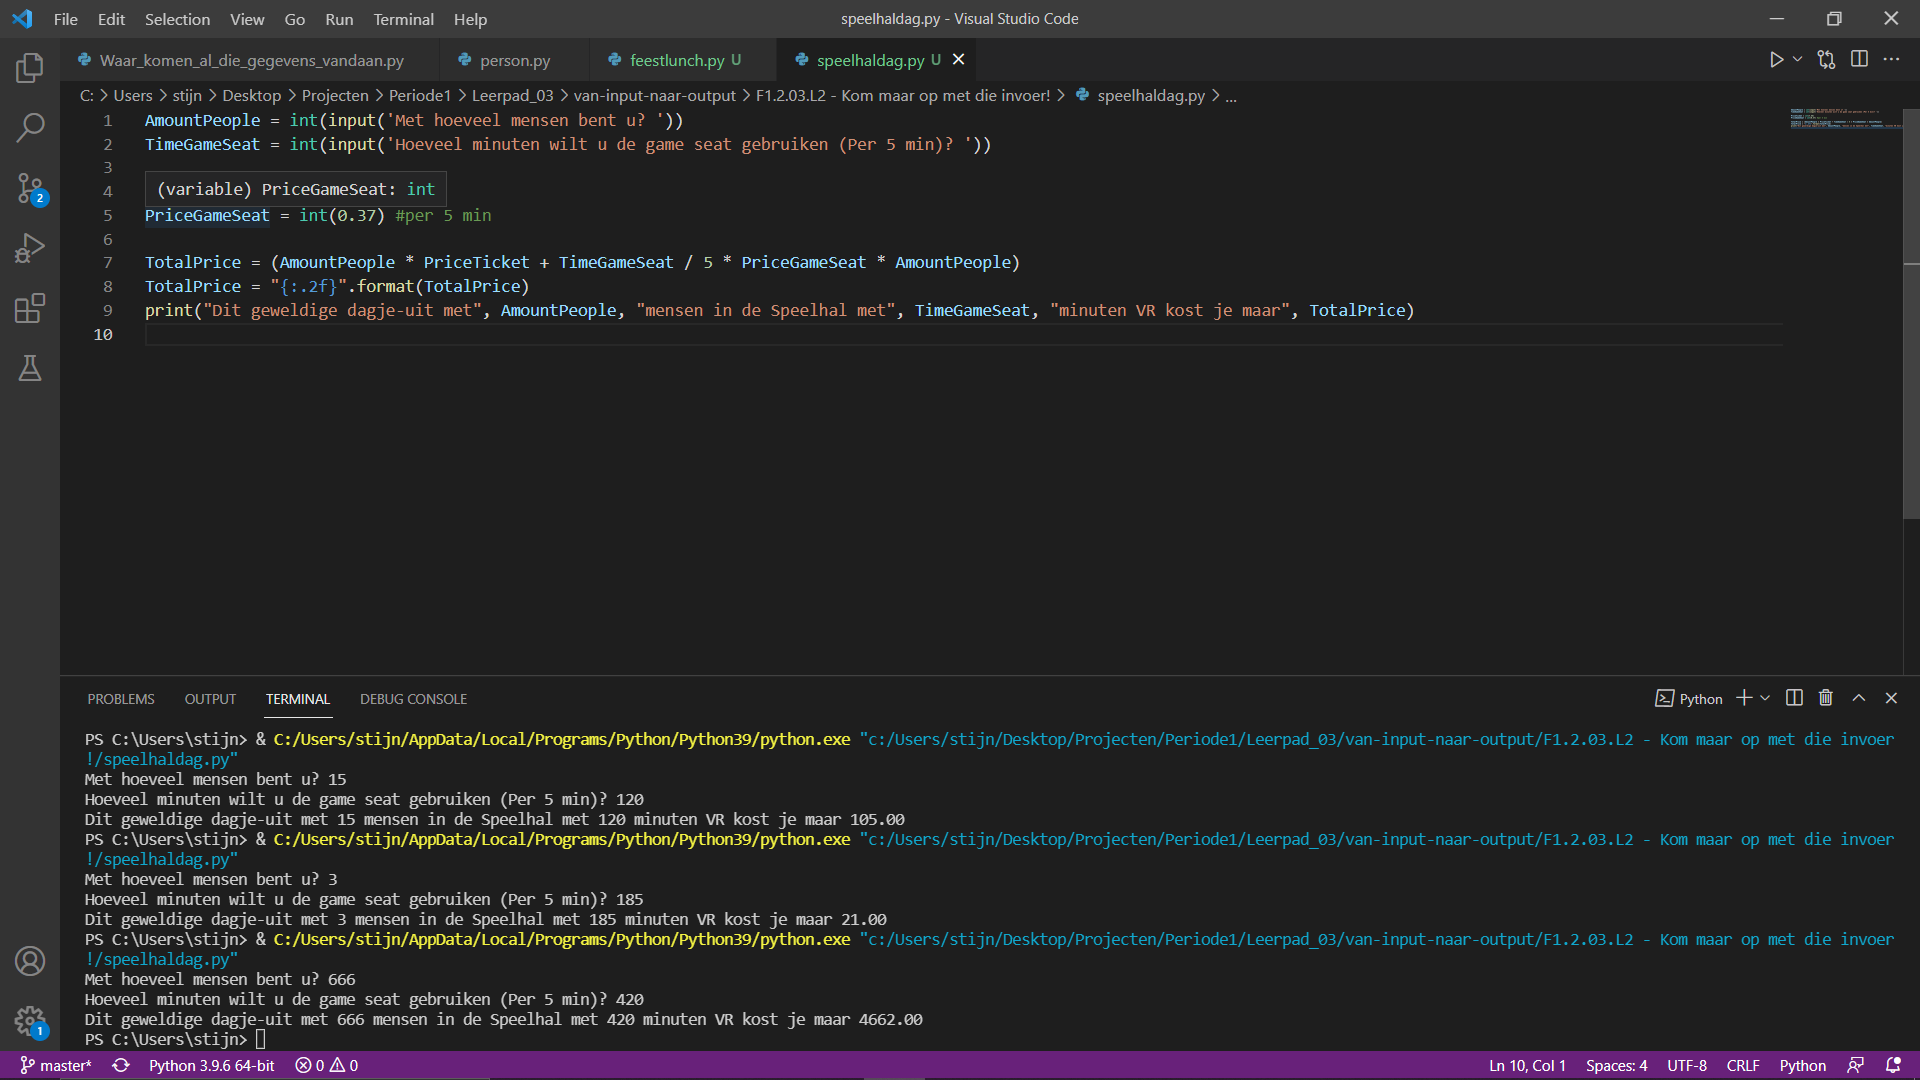 File Edit Selection View Go Run Terminal Help
speelhaldag.py - Visual Studio Code
Waar_komen_al_die_gegevens_vandaan.py person.py feestlunch.py U speelhaldag.py U
C: > Users > stijn > Desktop > Projecten > Periode1 > Leerpad_03 > van-input-naar-output > F1.2.03.L2 - Kom maar op met die invoer! > speelhaldag.py > ...
1 AmountPeople = int(input('Met hoeveel mensen bent u? '))
2 TimeGameSeat = int(input('Hoeveel minuten wilt u de game seat gebruiken (Per 5 min)? '))
3
4 (variable) PriceGameSeat: int
5 PriceGameSeat = int(0.37) #per 5 min
6
7 TotalPrice = (AmountPeople * PriceTicket + TimeGameSeat / 5 * PriceGameSeat * AmountPeople)
8 TotalPrice = "{:.2f}".format(TotalPrice)
9 print("Dit geweldige dagje-uit met", AmountPeople, "mensen in de Speelhal met", TimeGameSeat, "minuten VR kost je maar", TotalPrice)
10
2
PROBLEMS OUTPUT TERMINAL DEBUG CONSOLE
Python
PS C:\Users\stijn> & C:/Users/stijn/AppData/Local/Programs/Python/Python39/python.exe "c:/Users/stijn/Desktop/Projecten/Periode1/Leerpad_03/van-input-naar-output/F1.2.03.L2 - Kom maar op met die invoer
!/speelhaldag.py"
Met hoeveel mensen bent u? 15
Hoeveel minuten wilt u de game seat gebruiken (Per 5 min)? 120
Dit geweldige dagje-uit met 15 mensen in de Speelhal met 120 minuten VR kost je maar 105.00
PS C:\Users\stijn> & C:/Users/stijn/AppData/Local/Programs/Python/Python39/python.exe "c:/Users/stijn/Desktop/Projecten/Periode1/Leerpad_03/van-input-naar-output/F1.2.03.L2 - Kom maar op met die invoer
!/speelhaldag.py"
Met hoeveel mensen bent u? 3
Hoeveel minuten wilt u de game seat gebruiken (Per 5 min)? 185
Dit geweldige dagje-uit met 3 mensen in de Speelhal met 185 minuten VR kost je maar 21.00
PS C:\Users\stijn> & C:/Users/stijn/AppData/Local/Programs/Python/Python39/python.exe "c:/Users/stijn/Desktop/Projecten/Periode1/Leerpad_03/van-input-naar-output/F1.2.03.L2 - Kom maar op met die invoer
!/speelhaldag.py"
Met hoeveel mensen bent u? 666
Hoeveel minuten wilt u de game seat gebruiken (Per 5 min)? 420
Dit geweldige dagje-uit met 666 mensen in de Speelhal met 420 minuten VR kost je maar 4662.00
PS C:\Users\stijn>
1
master* Python 3.9.6 64-bit 0 0 Ln 10, Col 1 Spaces: 4 UTF-8 CRLF Python